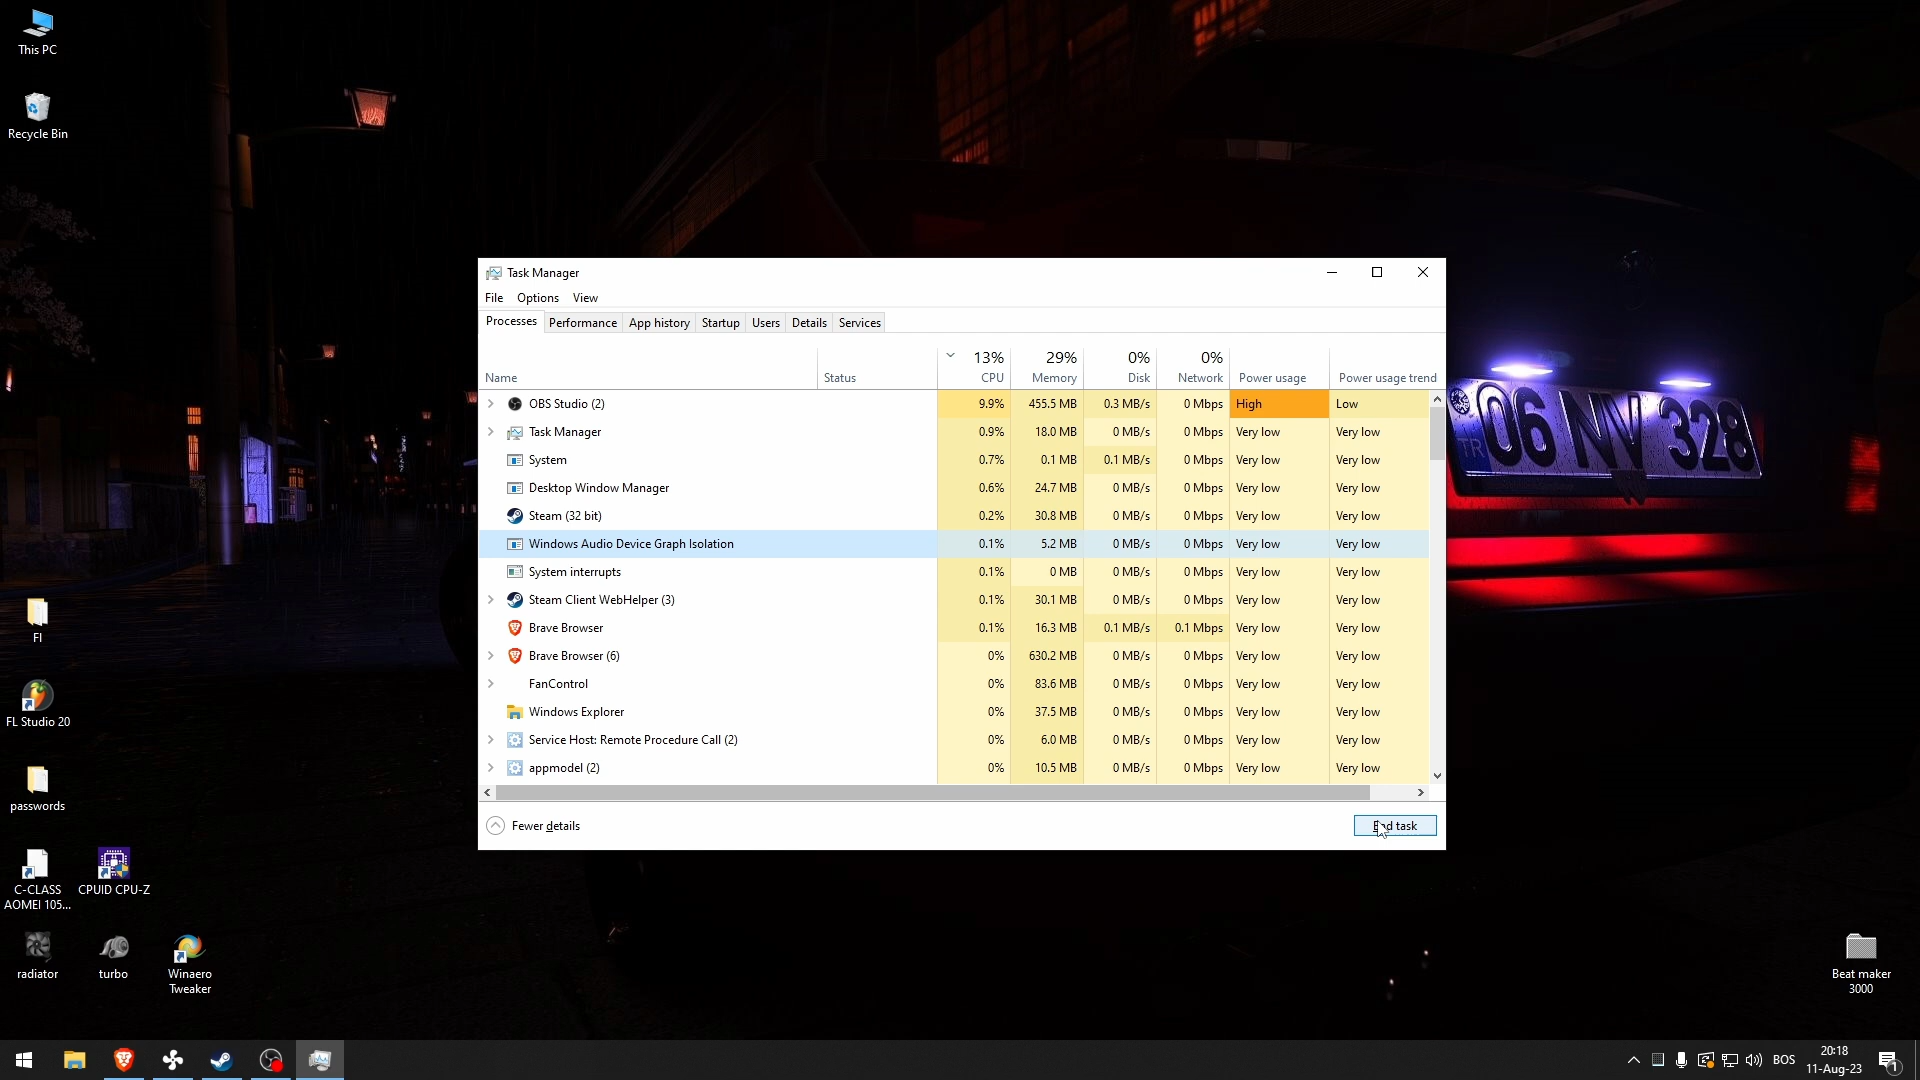 This PC
Recycle Bin
FI
FL Studio 20
passwords
C-CLASS
AOMEI 105...
CPUID CPU-Z
radiator
turbo
Winaero
Tweaker
Beat maker
3000
TR 06 NV 328
Task Manager
File Options View
Processes Performance App history Startup Users Details Services
13% 29% 0% 0%
Name Status CPU Memory Disk Network Power usage Power usage trend
OBS Studio (2) 9.9% 455.5 MB 0.3 MB/s 0 Mbps High Low
Task Manager 0.9% 18.0 MB 0 MB/s 0 Mbps Very low Very low
System 0.7% 0.1 MB 0.1 MB/s 0 Mbps Very low Very low
Desktop Window Manager 0.6% 24.7 MB 0 MB/s 0 Mbps Very low Very low
Steam (32 bit) 0.2% 30.8 MB 0 MB/s 0 Mbps Very low Very low
Windows Audio Device Graph Isolation 0.1% 5.2 MB 0 MB/s 0 Mbps Very low Very low
System interrupts 0.1% 0 MB 0 MB/s 0 Mbps Very low Very low
Steam Client WebHelper (3) 0.1% 30.1 MB 0 MB/s 0 Mbps Very low Very low
Brave Browser 0.1% 16.3 MB 0.1 MB/s 0.1 Mbps Very low Very low
Brave Browser (6) 0% 630.2 MB 0 MB/s 0 Mbps Very low Very low
FanControl 0% 83.6 MB 0 MB/s 0 Mbps Very low Very low
Windows Explorer 0% 37.5 MB 0 MB/s 0 Mbps Very low Very low
Service Host: Remote Procedure Call (2) 0% 6.0 MB 0 MB/s 0 Mbps Very low Very low
appmodel (2) 0% 10.5 MB 0 MB/s 0 Mbps Very low Very low
Fewer details End task
BOS
20:18
11-Aug-23
1